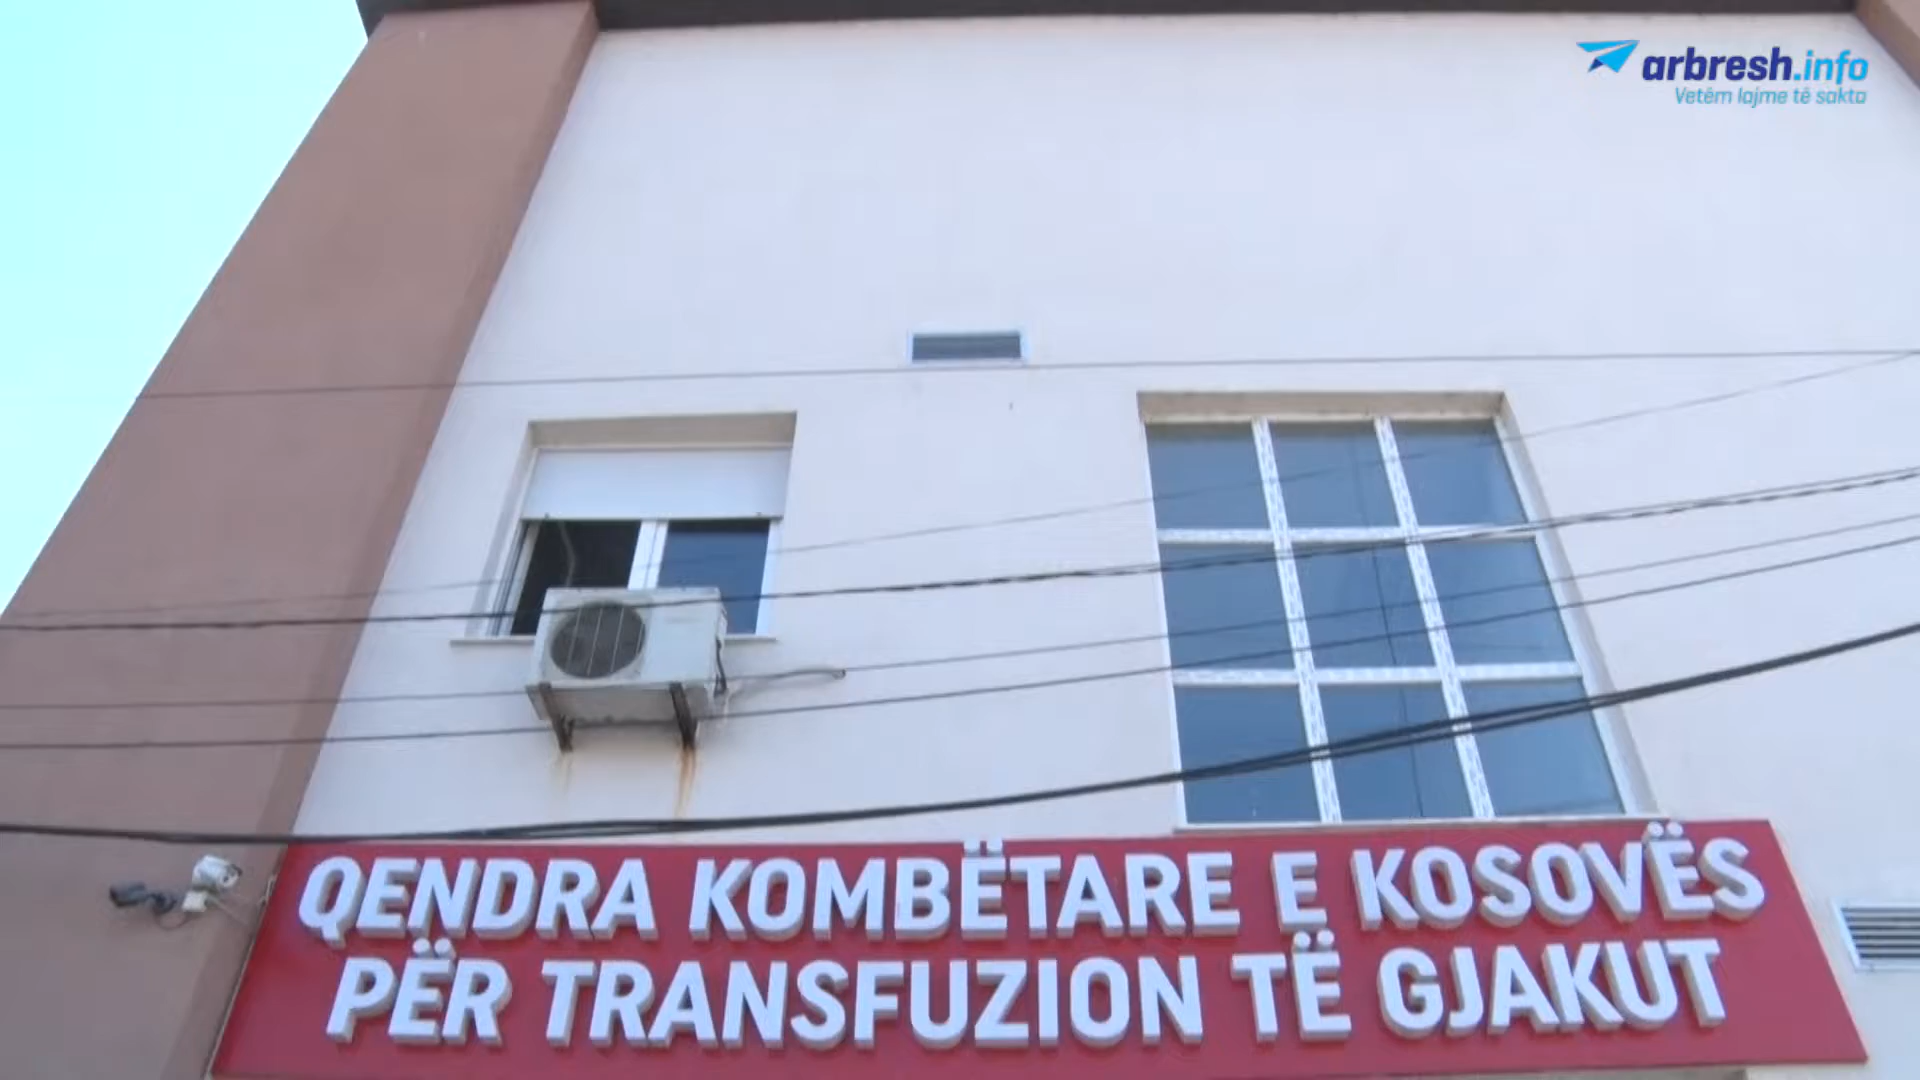 arbresh.info
Vetëm lajme të sakta
QENDRA KOMBËTARE E KOSOVËS
PËR TRANSFUZION TË GJAKUT